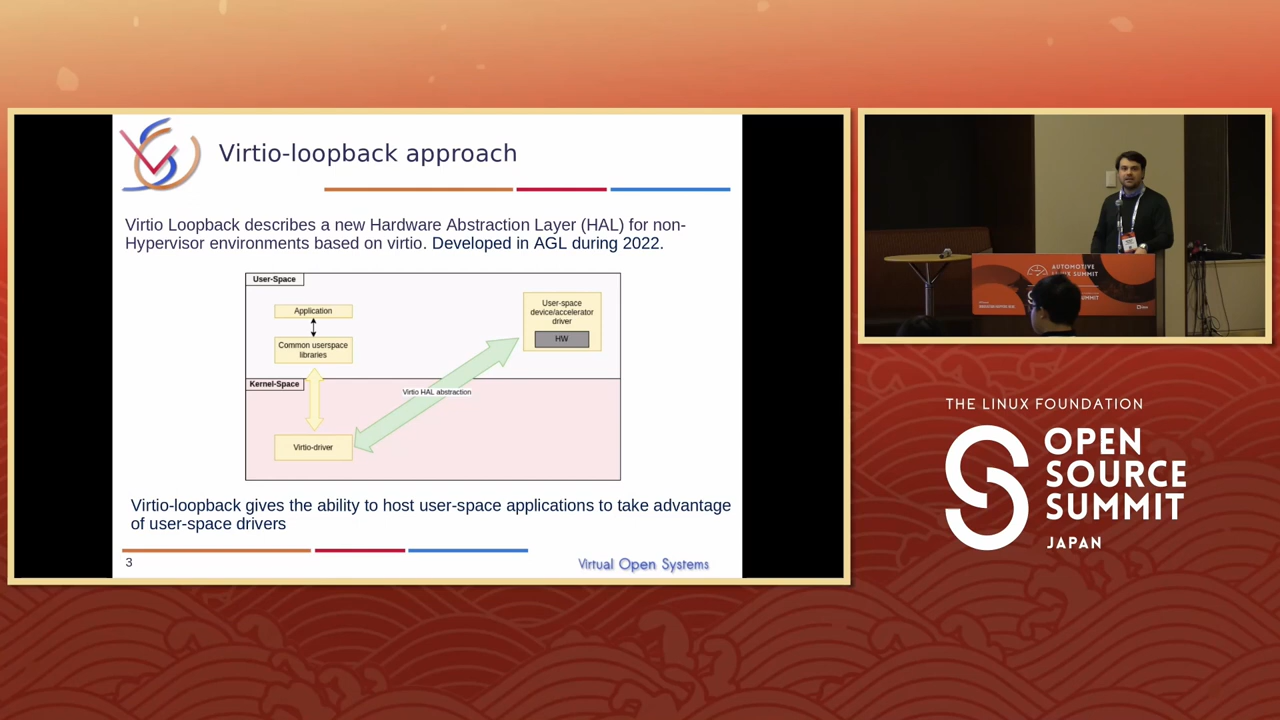 Virtio-loopback approach
Virtio Loopback describes a new Hardware Abstraction Layer (HAL) for non-
Hypervisor environments based on virtio. Developed in AGL during 2022.
User-Space
Application
Common userspace
libraries
User-space
device/accelerator
driver
HW
Kernel-Space
Virtio HAL abstraction
Virtio-driver
Virtio-loopback gives the ability to host user-space applications to take advantage
of user-space drivers
3
Virtual Open Systems
AUTOMOTIVE
SUMMIT
THE LINUX FOUNDATION
OPEN
SOURCE
SUMMIT
JAPAN